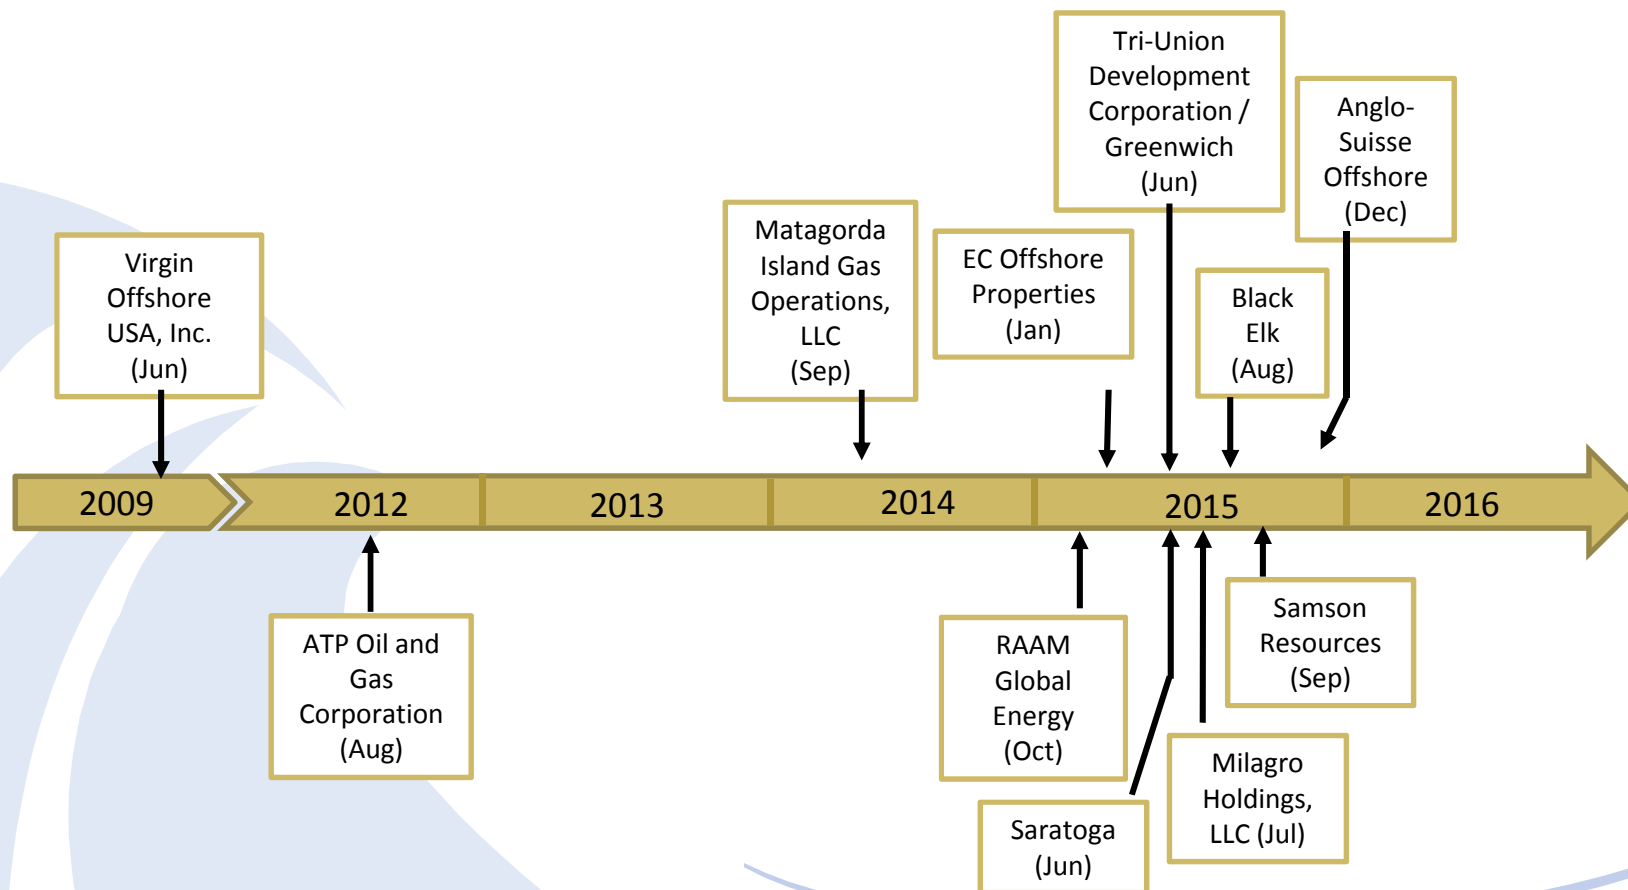 Tri-Union
Development
Corporation /
Greenwich
(Jun)
Anglo-
Suisse
Offshore
(Dec)
Matagorda
Island Gas
Operations,
LLC
(Sep)
EC Offshore
Properties
(Jan)
Virgin
Offshore
USA, Inc.
(Jun)
Black
Elk
(Aug)
2009
2012
2013
2014
2015
2016
ATP Oil and
Gas
Corporation
(Aug)
RAAM
Global
Energy
(Oct)
Samson
Resources
(Sep)
Saratoga
(Jun)
Milagro
Holdings,
LLC (Jul)